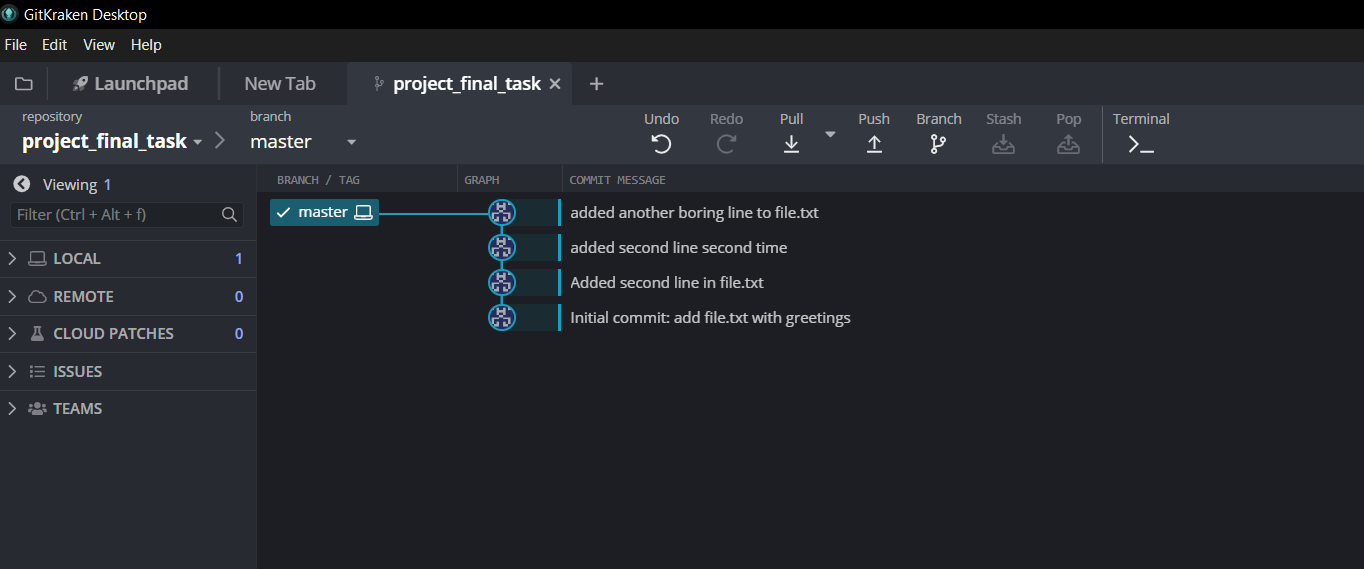 GitKraken Desktop
File Edit View Help
Launchpad New Tab project_final_task
repository branch Undo Redo Pull Push Branch Stash Pop Terminal
project_final_task master
Viewing 1 BRANCH / TAG GRAPH COMMIT MESSAGE
Filter (Ctrl + Alt + f) master added another boring line to file.txt
added second line second time
LOCAL 1
Added second line in file.txt
REMOTE 0
Initial commit: add file.txt with greetings
CLOUD PATCHES 0
ISSUES
TEAMS